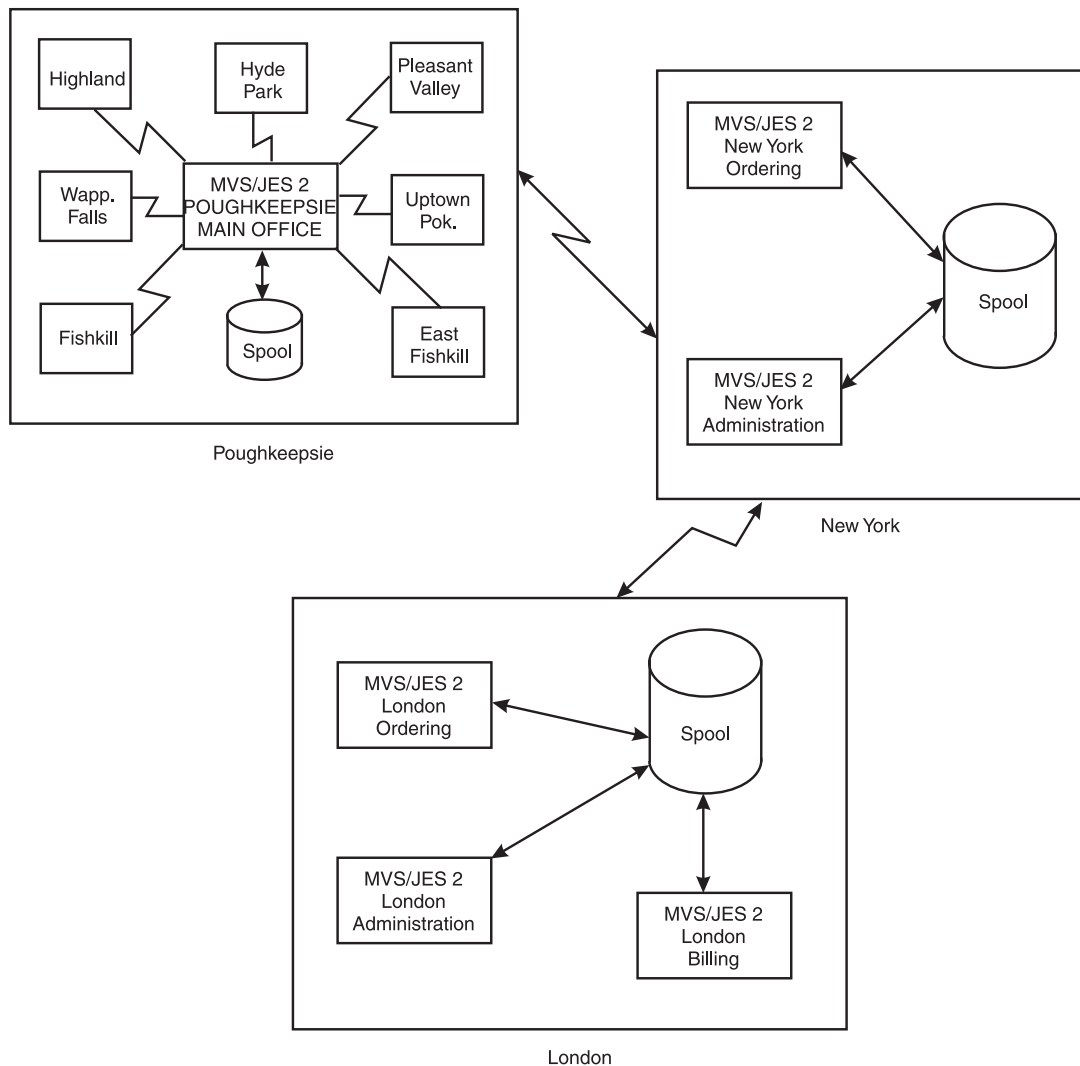 Highland
Hyde
Park
Pleasant
Valley
Wapp.
Falls
MVS/JES 2
POUGHKEEPSIE
MAIN OFFICE
Uptown
Pok.
Fishkill
Spool
East
Fishkill
Poughkeepsie
MVS/JES 2
New York
Ordering
Spool
MVS/JES 2
New York
Administration
New York
MVS/JES 2
London
Ordering
Spool
MVS/JES 2
London
Administration
MVS/JES 2
London
Billing
London